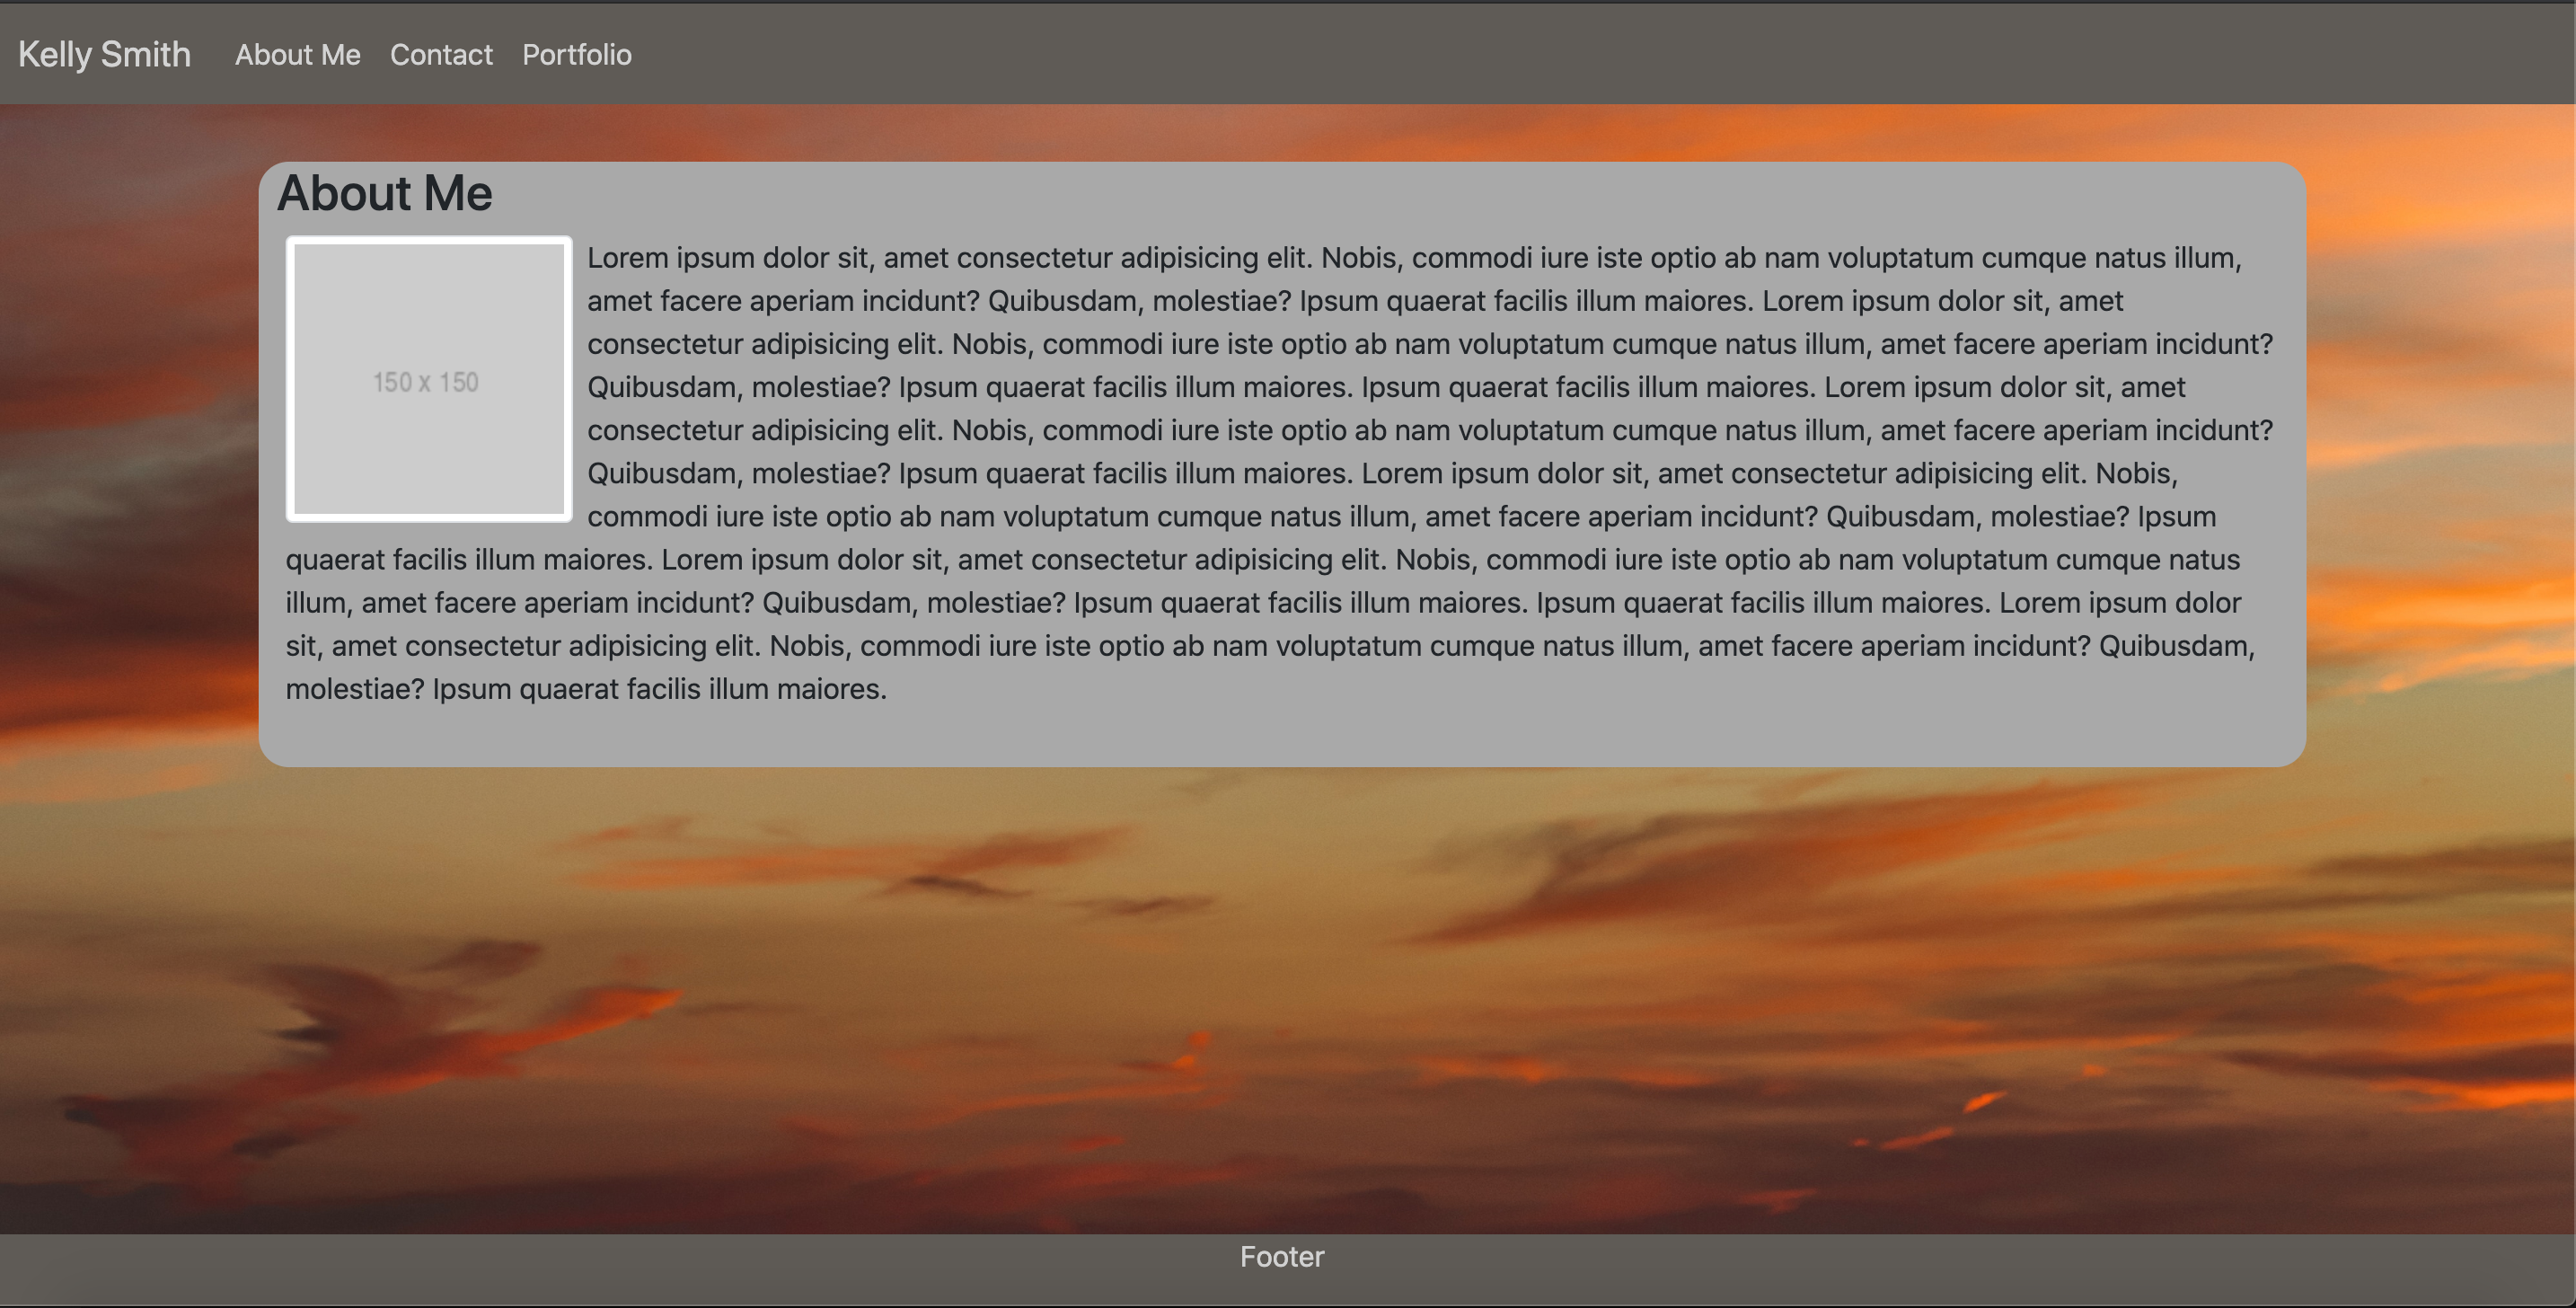 Kelly Smith About Me Contact Portfolio
About Me
150 x 150
Lorem ipsum dolor sit, amet consectetur adipisicing elit. Nobis, commodi iure iste optio ab nam voluptatum cumque natus illum,
amet facere aperiam incidunt? Quibusdam, molestiae? Ipsum quaerat facilis illum maiores. Lorem ipsum dolor sit, amet
consectetur adipisicing elit. Nobis, commodi iure iste optio ab nam voluptatum cumque natus illum, amet facere aperiam incidunt?
Quibusdam, molestiae? Ipsum quaerat facilis illum maiores. Ipsum quaerat facilis illum maiores. Lorem ipsum dolor sit, amet
consectetur adipisicing elit. Nobis, commodi iure iste optio ab nam voluptatum cumque natus illum, amet facere aperiam incidunt?
Quibusdam, molestiae? Ipsum quaerat facilis illum maiores. Lorem ipsum dolor sit, amet consectetur adipisicing elit. Nobis,
commodi iure iste optio ab nam voluptatum cumque natus illum, amet facere aperiam incidunt? Quibusdam, molestiae? Ipsum
quaerat facilis illum maiores. Lorem ipsum dolor sit, amet consectetur adipisicing elit. Nobis, commodi iure iste optio ab nam voluptatum cumque natus
illum, amet facere aperiam incidunt? Quibusdam, molestiae? Ipsum quaerat facilis illum maiores. Ipsum quaerat facilis illum maiores. Lorem ipsum dolor
sit, amet consectetur adipisicing elit. Nobis, commodi iure iste optio ab nam voluptatum cumque natus illum, amet facere aperiam incidunt? Quibusdam,
molestiae? Ipsum quaerat facilis illum maiores.
Footer